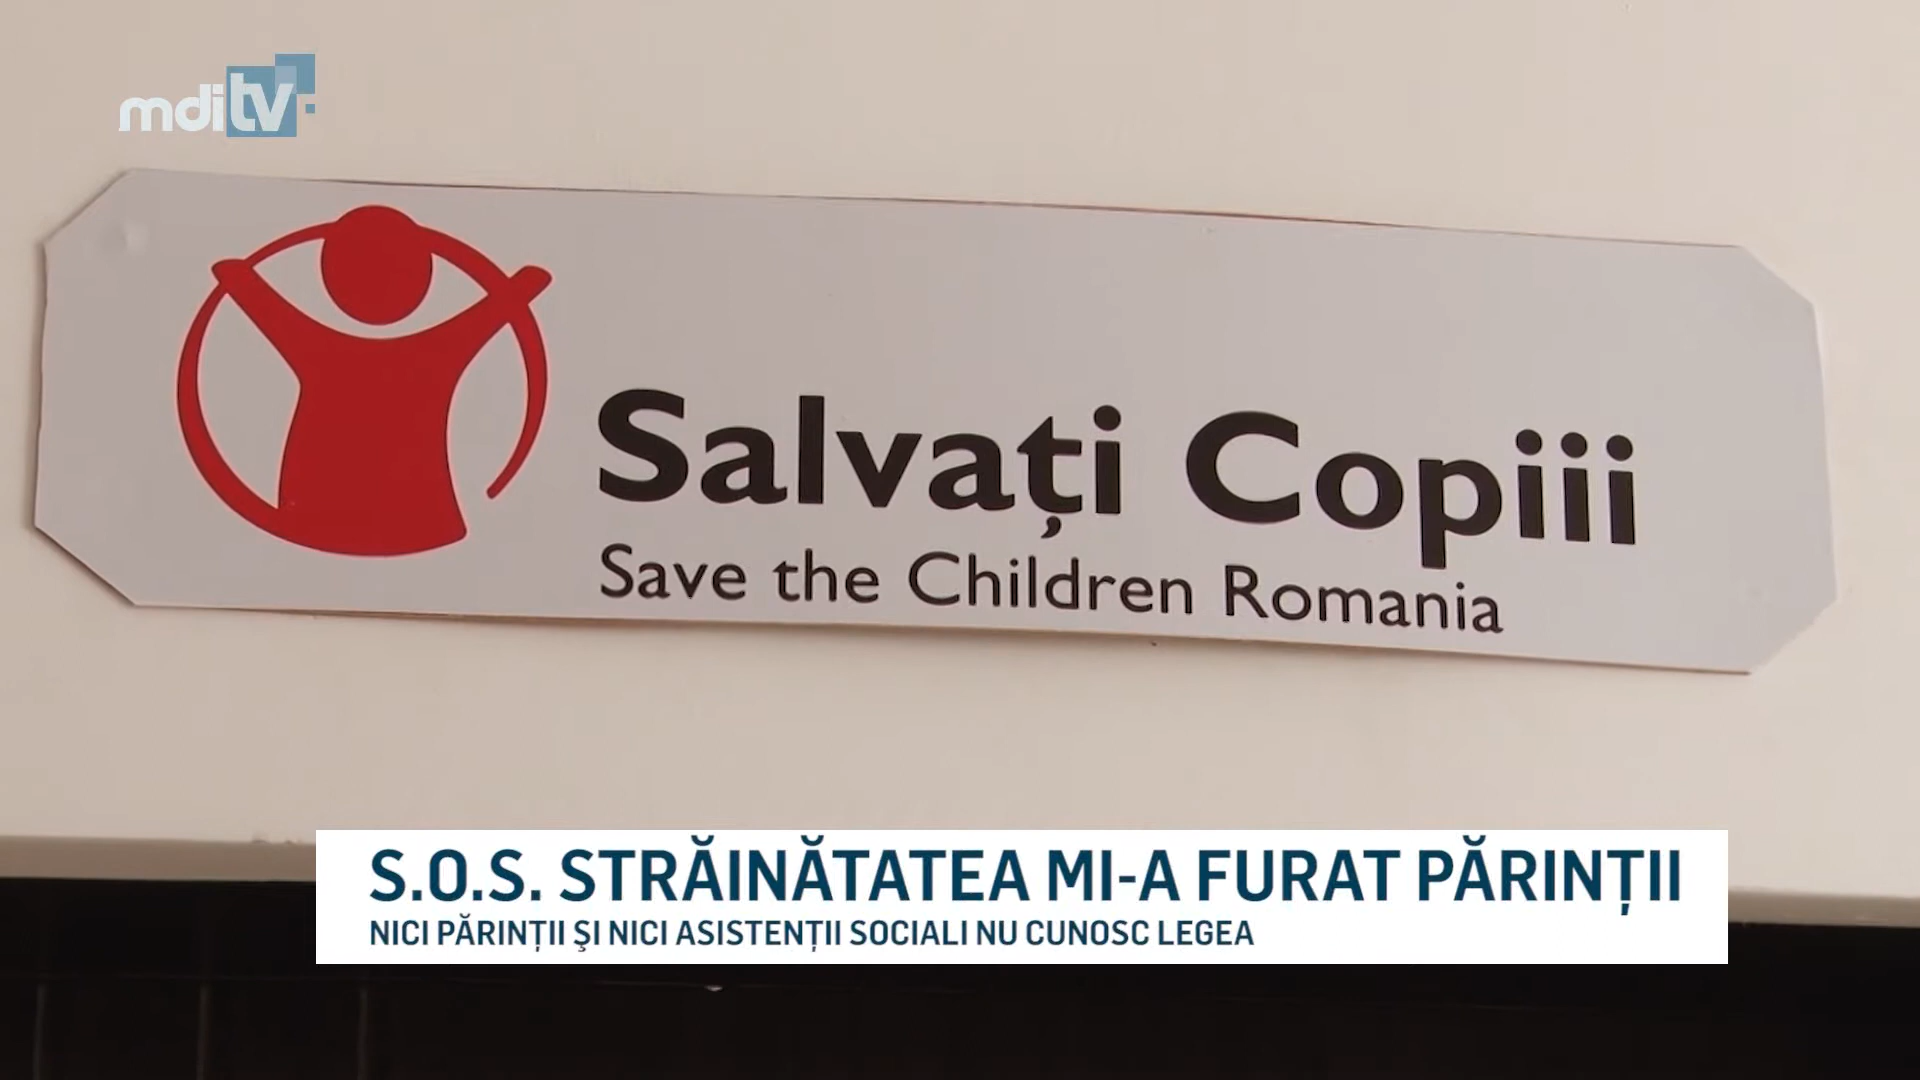 mditv
Salvați Copiii
Save the Children Romania
S.O.S. STRĂINĂTATEA MI-A FURAT PĂRINȚII
NICI PĂRINȚII ŞI NICI ASISTENȚII SOCIALI NU CUNOSC LEGEA